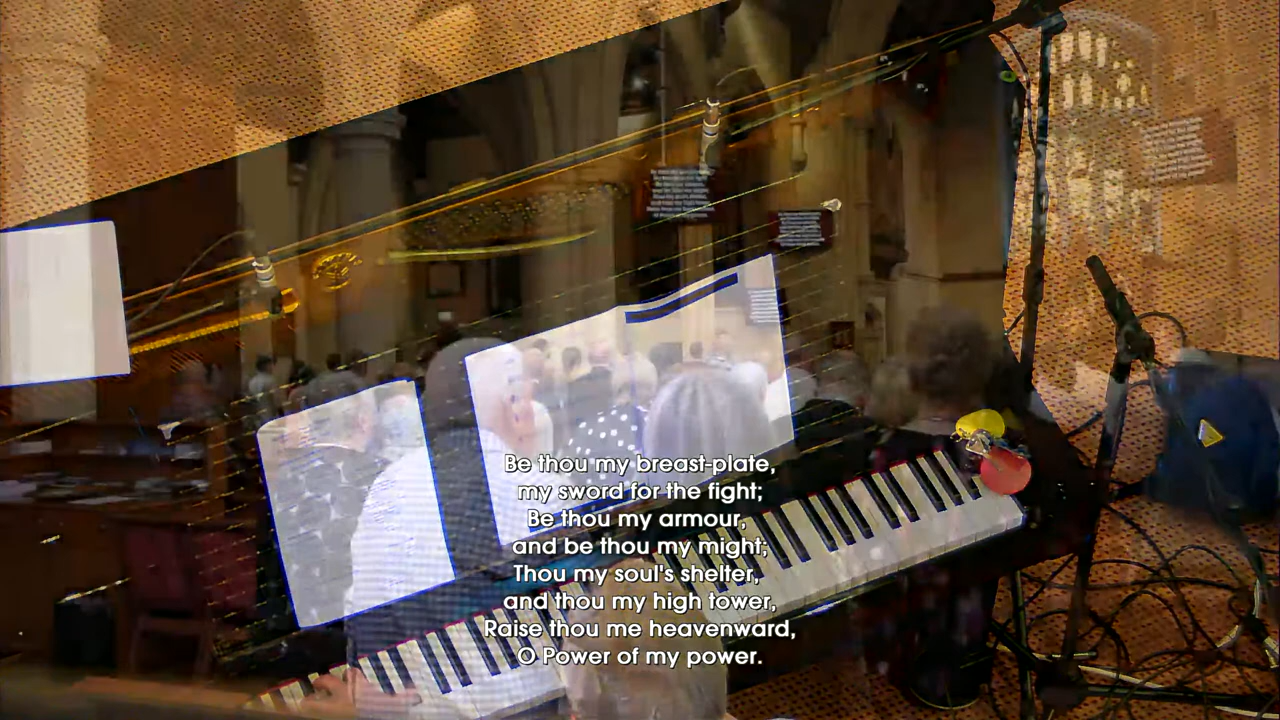 Be thou my breast-plate,
my sword for the fight;
Be thou my armour,
and be thou my might;
Thou my soul's shelter,
and thou my high tower,
Raise thou me heavenward,
O Power of my power.